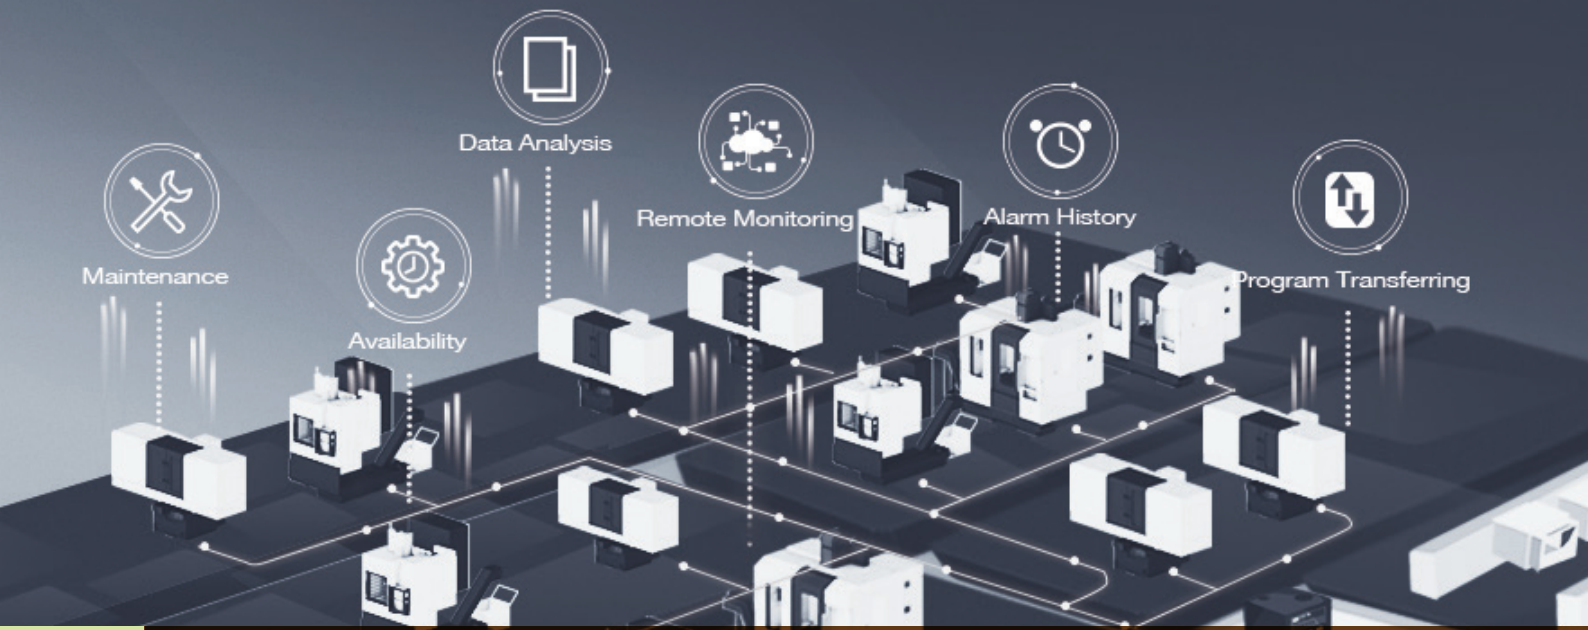 Data Analysis
Remote Monitoring
Alarm History
Maintenance
Program Transferring
Availability